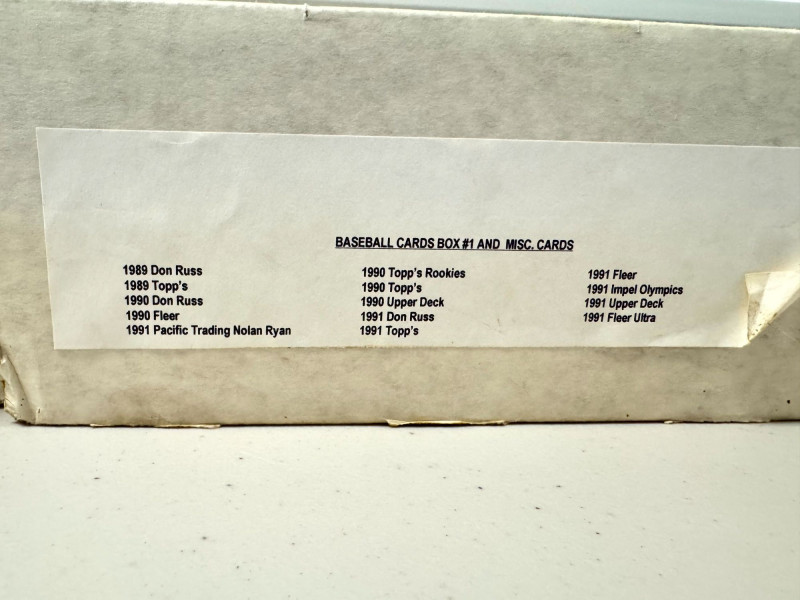 BASEBALL CARDS BOX #1 AND MISC. CARDS
1989 Don Russ
1989 Topp's
1990 Don Russ
1990 Fleer
1991 Pacific Trading Nolan Ryan
1990 Topp's Rookies
1990 Topp's
1990 Upper Deck
1991 Don Russ
1991 Topp's
1991 Fleer
1991 Impel Olympics
1991 Upper Deck
1991 Fleer Ultra